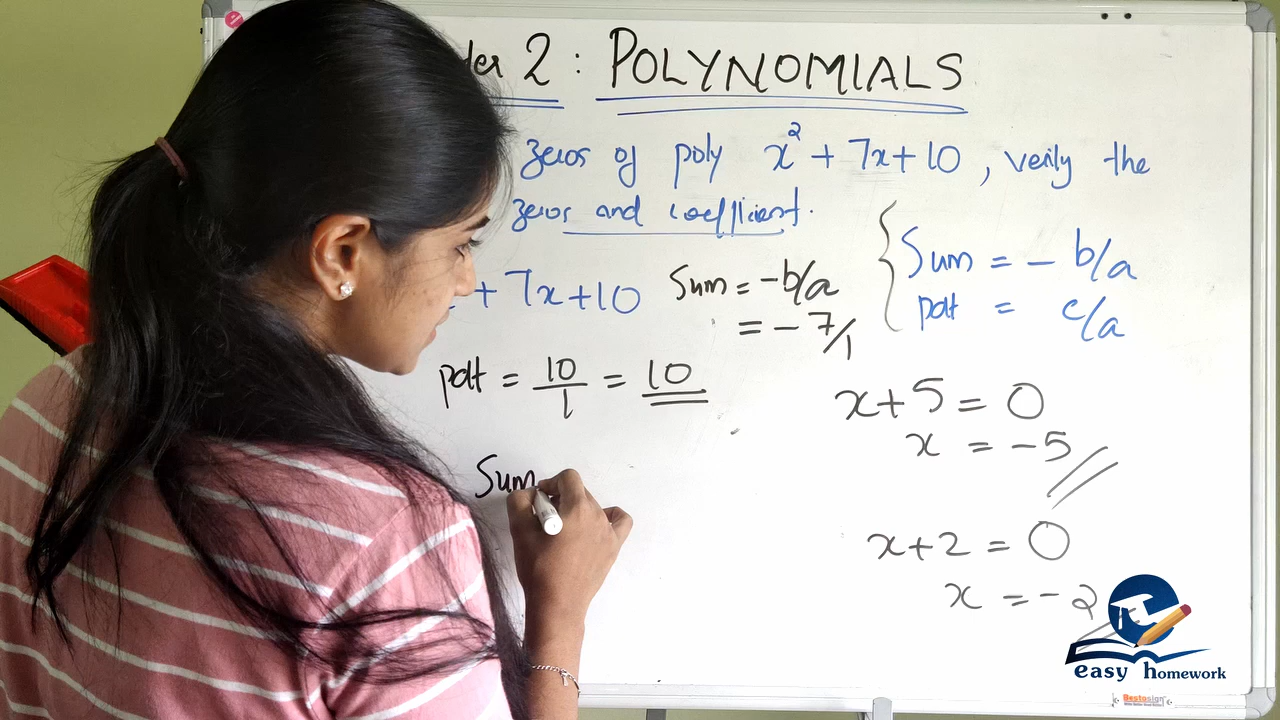 2 : POLYNOMIALS
zeros of poly x² + 7x + 10 , verify the
zeros and coefficient.
+ 7x + 10
Sum = -b/a
= - 7/1
Sum = - b/a
pdt = c/a
pdt = 10/1 = 10
x + 5 = 0
x = -5
Sum
x + 2 = 0
x = -2
easy homework